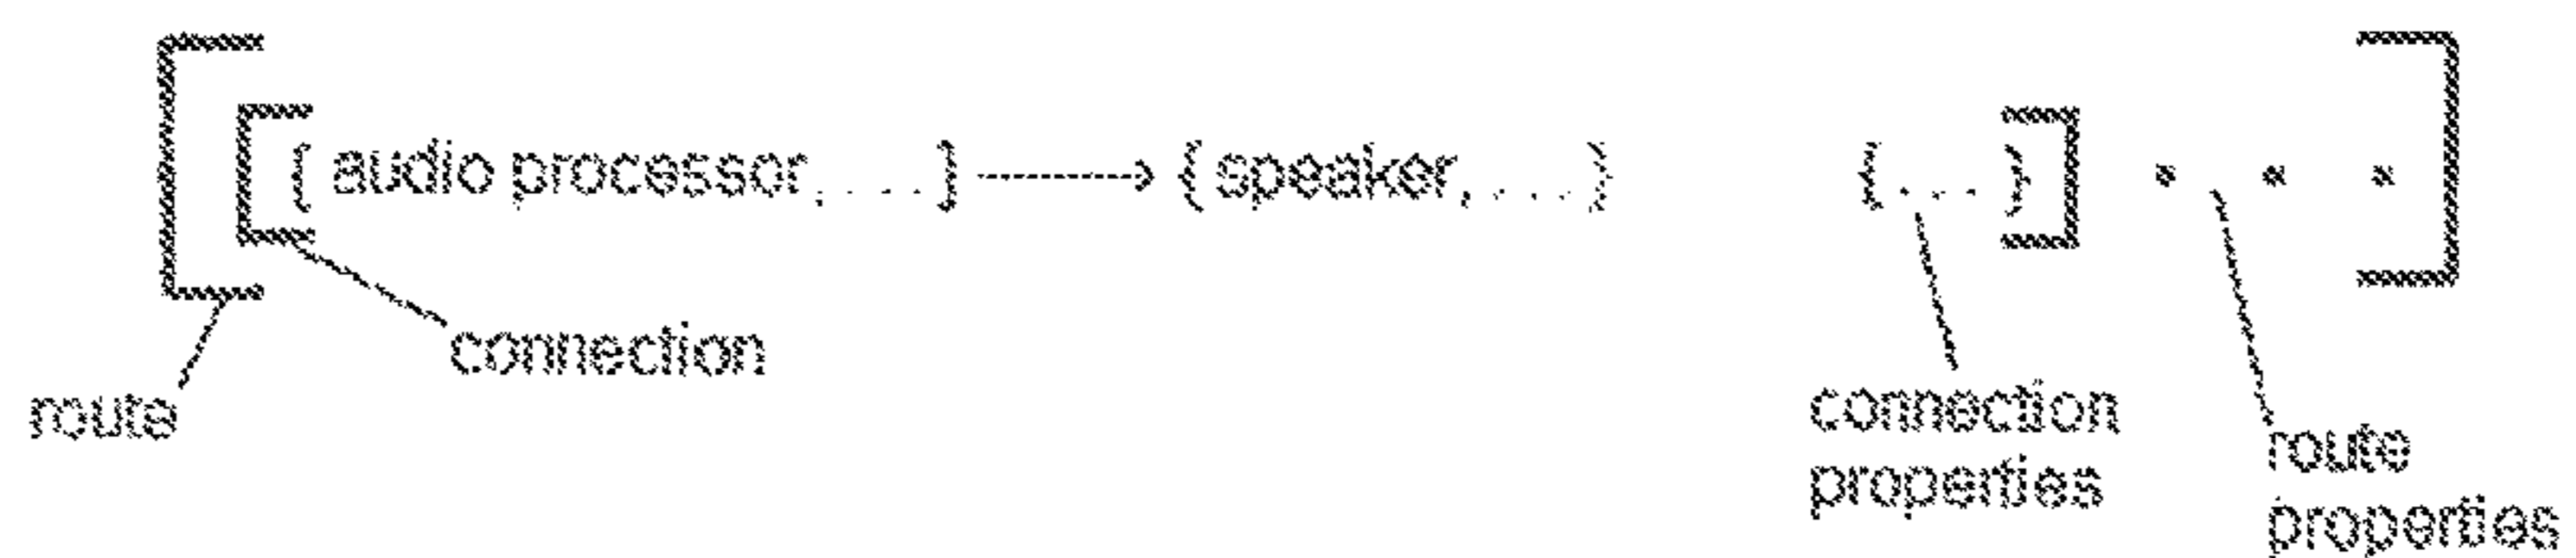 [ [ { audio processor, . . . . } → { speaker, . . . . } { . . . } ] • • • ]
connection
route
connection
properties
route
properties